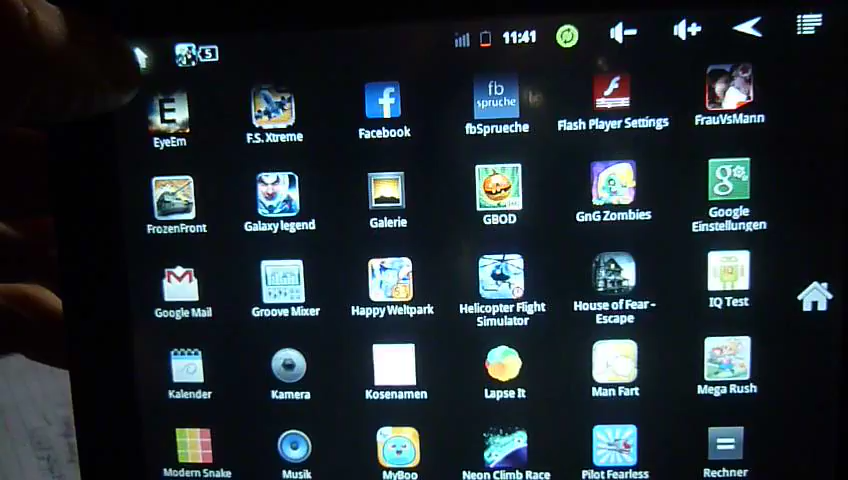 5
11:41
E
fb
sprüche
EyeEm
F.S. Xtreme
Facebook
fbSprueche
Flash Player Settings
FrauVsMann
FrozenFront
Galaxy legend
Galerie
GBOD
GnG Zombies
Google
Einstellungen
Google Mail
Groove Mixer
Happy Weltpark
Helicopter Flight
Simulator
House of Fear -
Escape
IQ Test
Kalender
Kamera
Kosenamen
Lapse It
Man Fart
Mega Rush
Modern Snake
Musik
MyBoo
Neon Climb Race
Pilot Fearless
Rechner